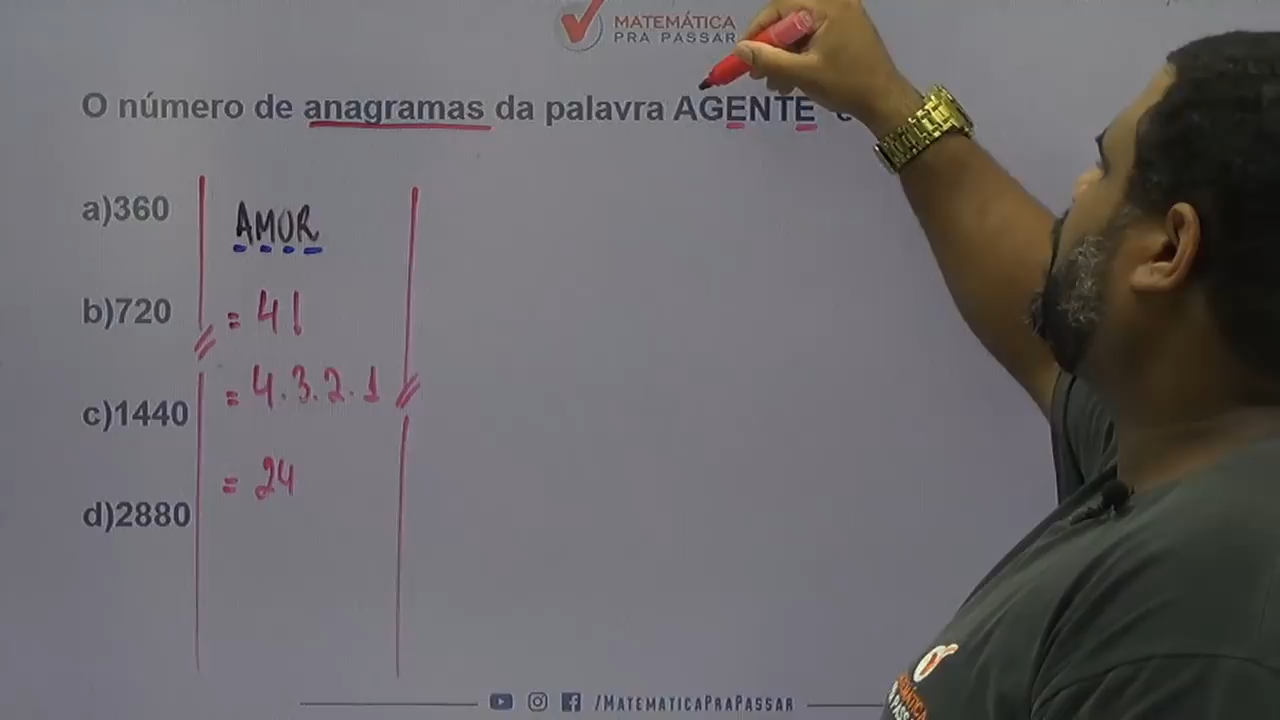 MATEMÁTICA
PRA PASSAR
O número de anagramas da palavra AGENTE é
a)360
AMOR
b)720
= 4!
= 4.3.2.1
c)1440
= 24
d)2880
/MATEMATICAPRAPASSAR